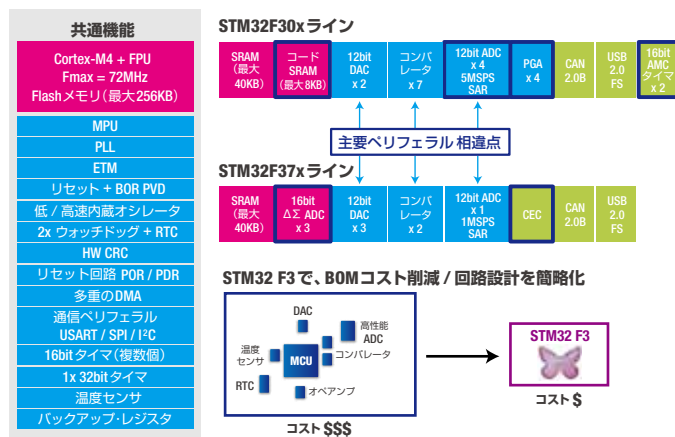 共通機能
Cortex-M4 + FPU
Fmax = 72MHz
Flashメモリ(最大256KB)
MPU
PLL
ETM
リセット + BOR PVD
低 / 高速内蔵オシレータ
2x ウォッチドッグ + RTC
HW CRC
リセット回路 POR / PDR
多重のDMA
通信ペリフェラル
USART / SPI / I²C
16bitタイマ(複数個)
1x 32bitタイマ
温度センサ
バックアップ・レジスタ
STM32F30xライン
SRAM
(最大
40KB)
コード
SRAM
(最大8KB)
12bit
DAC
x 2
コンパ
レータ
x 7
12bit ADC
x 4
5MSPS
SAR
PGA
x 4
CAN
2.0B
USB
2.0
FS
16bit
AMC
タイマ
x 2
主要ペリフェラル 相違点
STM32F37xライン
SRAM
(最大
40KB)
16bit
ΔΣ ADC
x 3
12bit
DAC
x 3
コンパ
レータ
x 2
12bit ADC
x 1
1MSPS
SAR
CEC
CAN
2.0B
USB
2.0
FS
STM32 F3で、BOMコスト削減 / 回路設計を簡略化
DAC
高性能
ADC
温度
センサ
MCU
コンパレータ
RTC
オペアンプ
コスト $$$
STM32 F3
コスト $